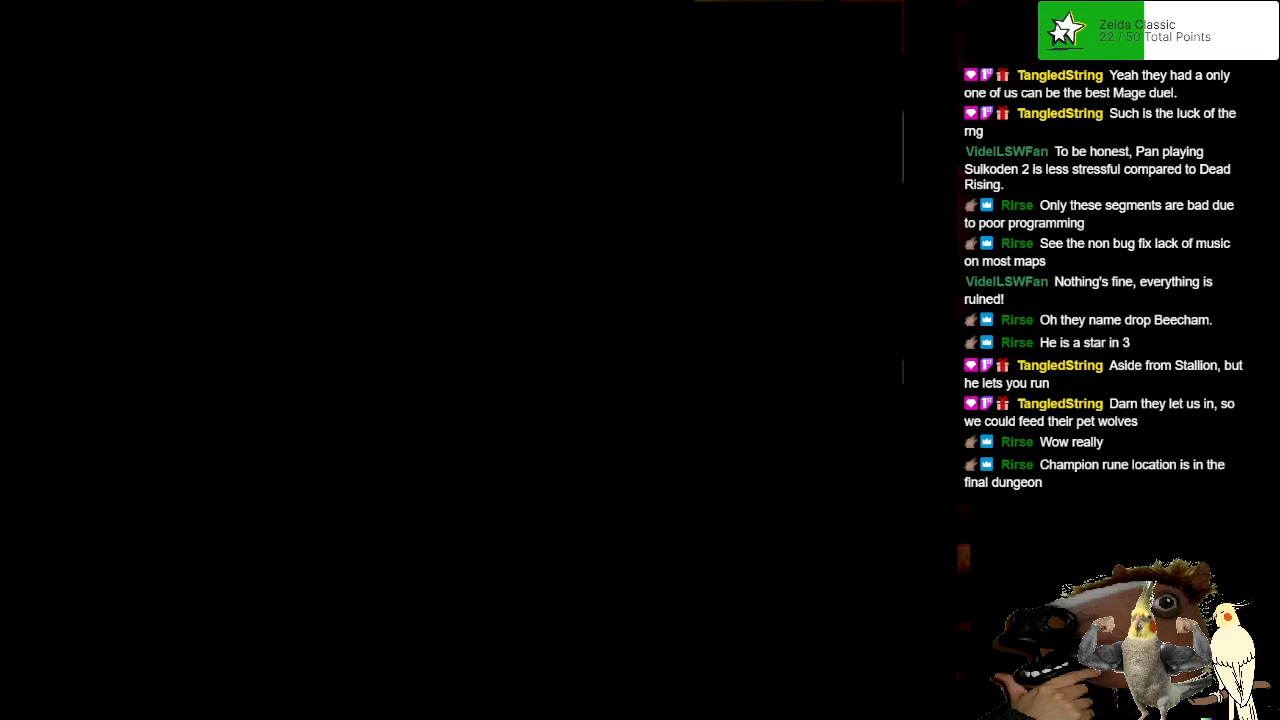 Zelda Classic
22 / 50 Total Points
TangledString Yeah they had a only
one of us can be the best Mage duel.
TangledString Such is the luck of the
rng
VidelLSWFan To be honest, Pan playing
Suikoden 2 is less stressful compared to Dead
Rising.
Rirse Only these segments are bad due
to poor programming
Rirse See the non bug fix lack of music
on most maps
VidelLSWFan Nothing's fine, everything is
ruined!
Rirse Oh they name drop Beecham.
Rirse He is a star in 3
TangledString Aside from Stallion, but
he lets you run
TangledString Darn they let us in, so
we could feed their pet wolves
Rirse Wow really
Rirse Champion rune location is in the
final dungeon